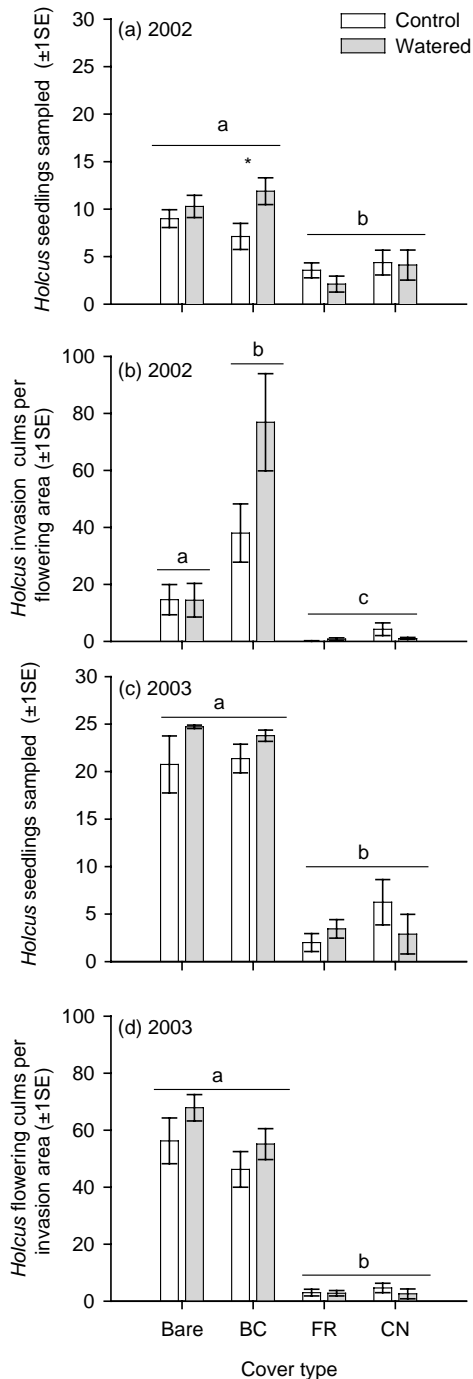 (a) 2002
Control
Watered
Holcus seedlings sampled (±1SE)
30
25
20
15
10
5
0
a
*
b
(b) 2002
Holcus invasion culms per
flowering area (±1SE)
100
80
60
40
20
0
a
b
c
(c) 2003
Holcus seedlings sampled (±1SE)
30
25
20
15
10
5
0
a
b
(d) 2003
Holcus flowering culms per
invasion area (±1SE)
100
80
60
40
20
0
a
b
Bare BC FR CN
Cover type